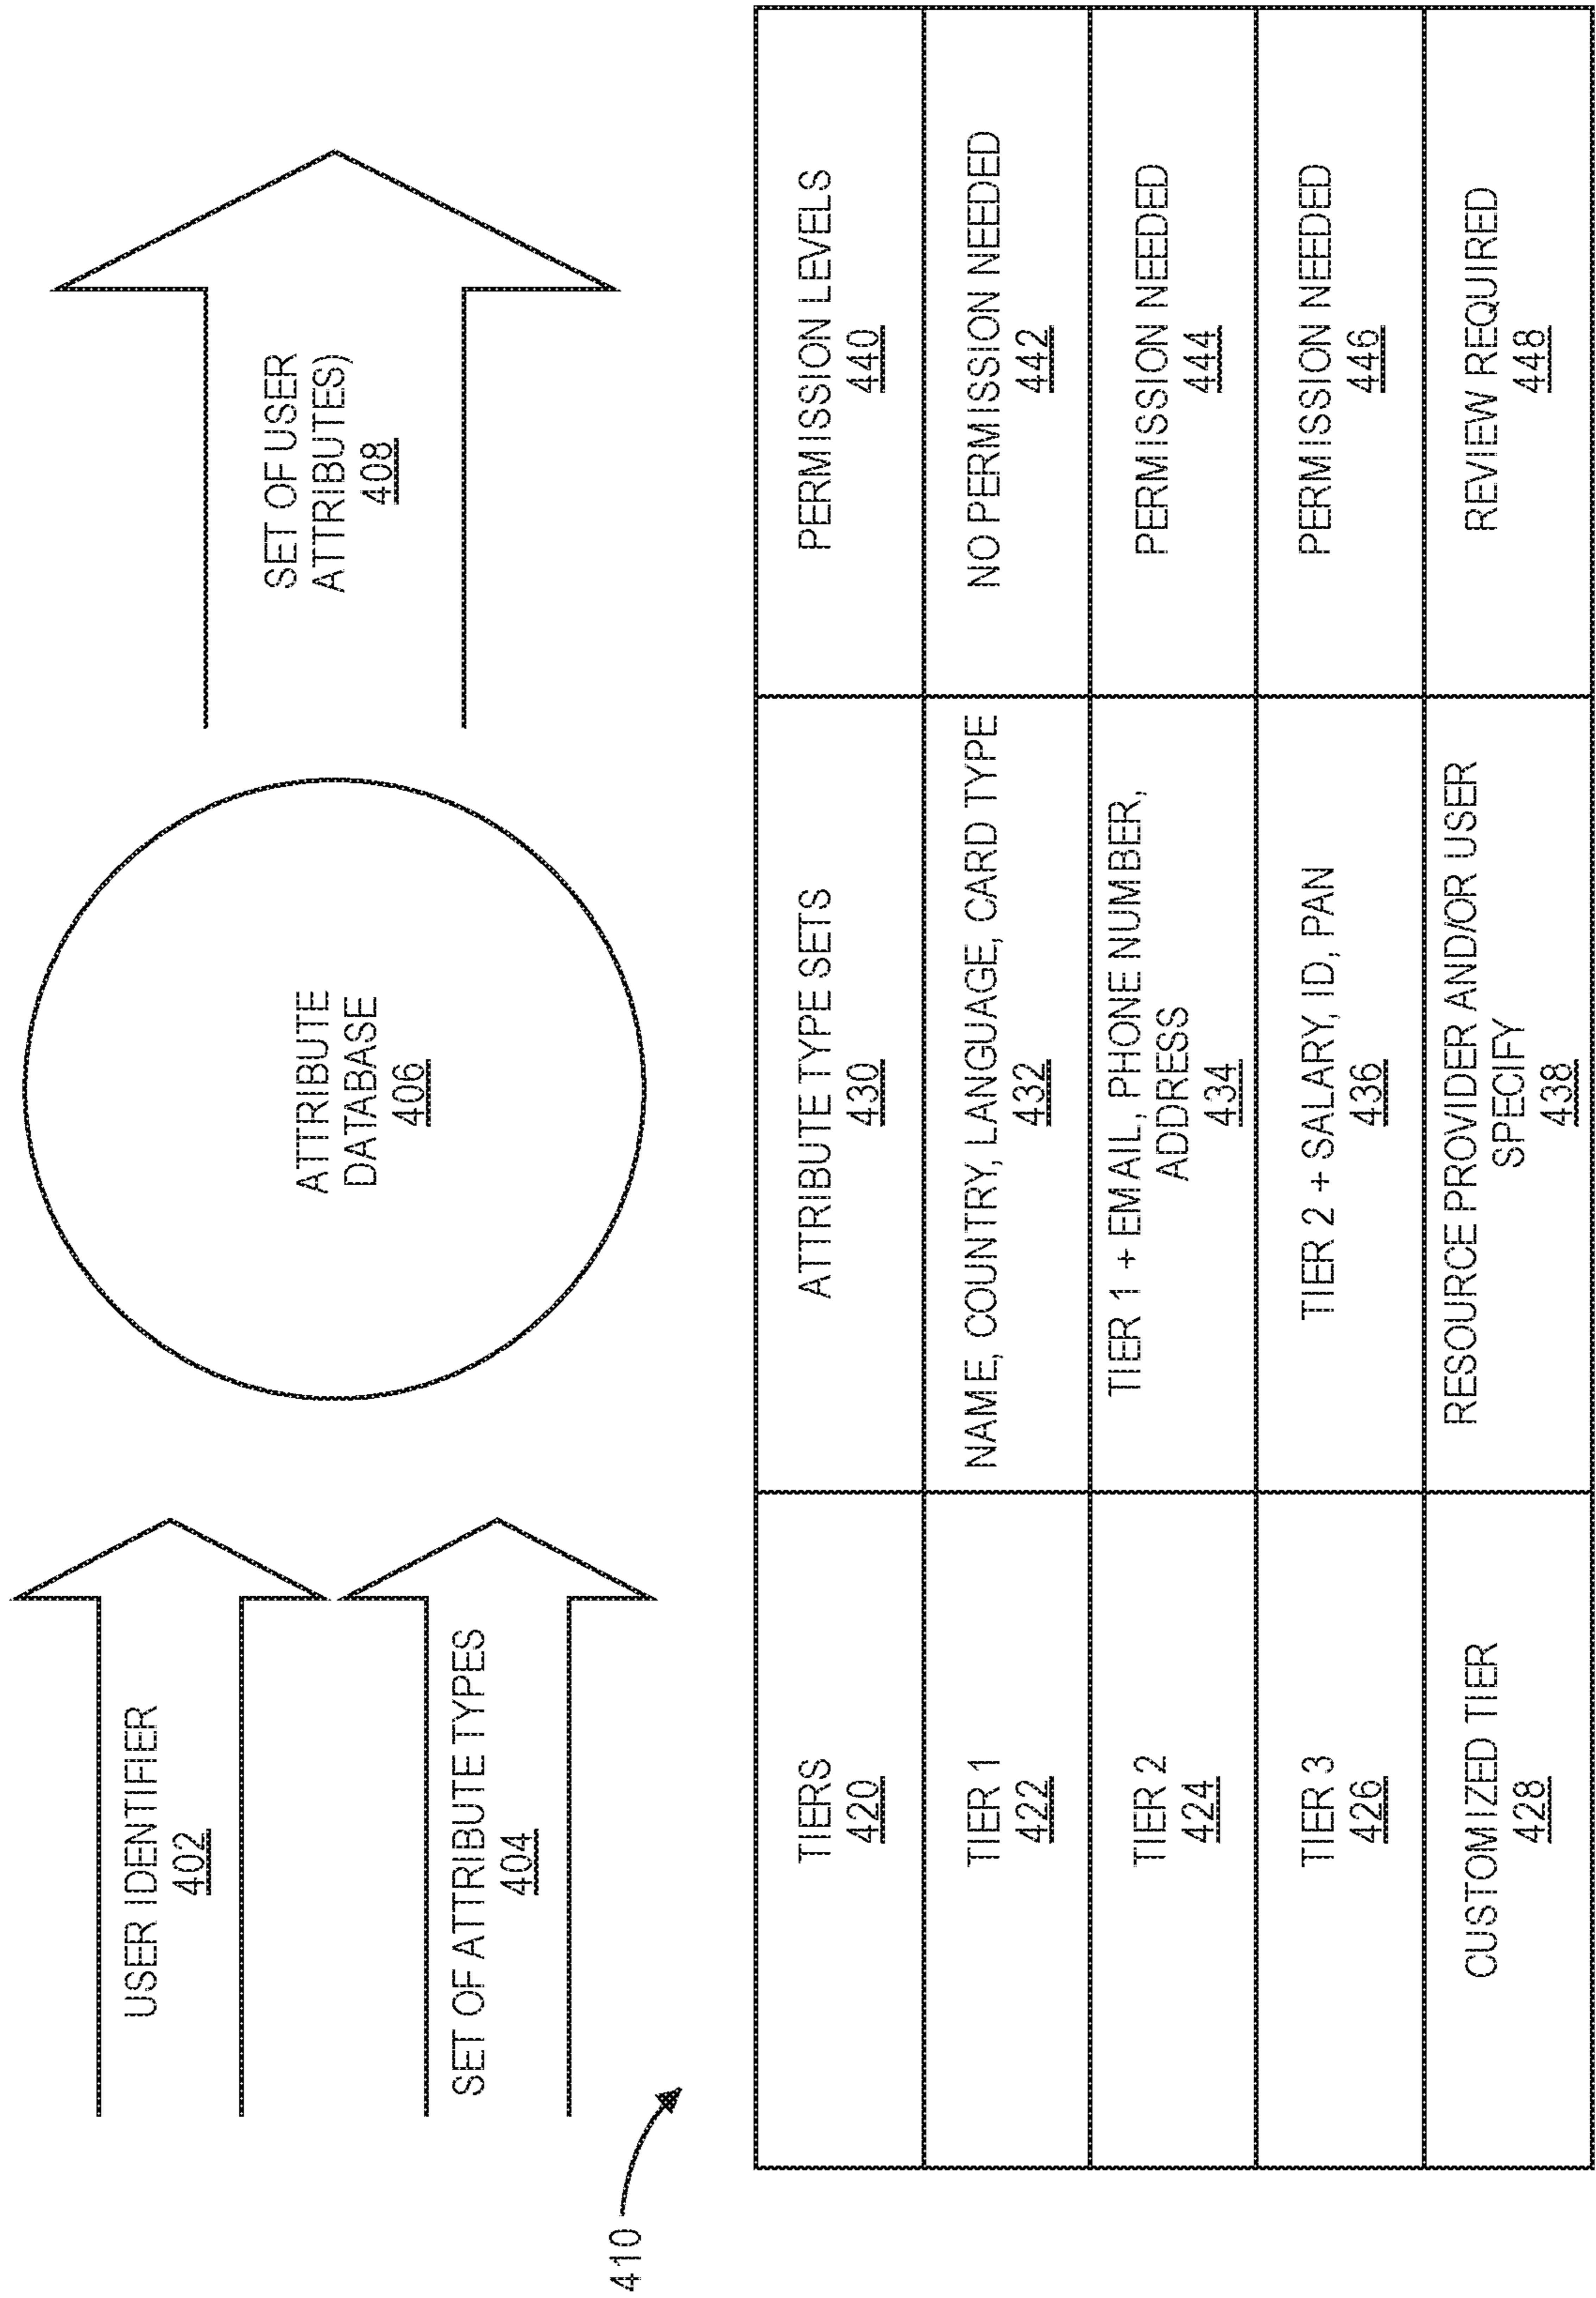 USER IDENTIFIER
402
SET OF ATTRIBUTE TYPES
404
ATTRIBUTE
DATABASE
406
SET OF USER
ATTRIBUTES)
408
410
TIERS
420
ATTRIBUTE TYPE SETS
430
PERMISSION LEVELS
440
TIER 1
422
NAME, COUNTRY, LANGUAGE, CARD TYPE
432
NO PERMISSION NEEDED
442
TIER 2
424
TIER 1 + EMAIL, PHONE NUMBER,
ADDRESS
434
PERMISSION NEEDED
444
TIER 3
426
TIER 2 + SALARY, ID, PAN
436
PERMISSION NEEDED
446
CUSTOMIZED TIER
428
RESOURCE PROVIDER AND/OR USER
SPECIFY
438
REVIEW REQUIRED
448